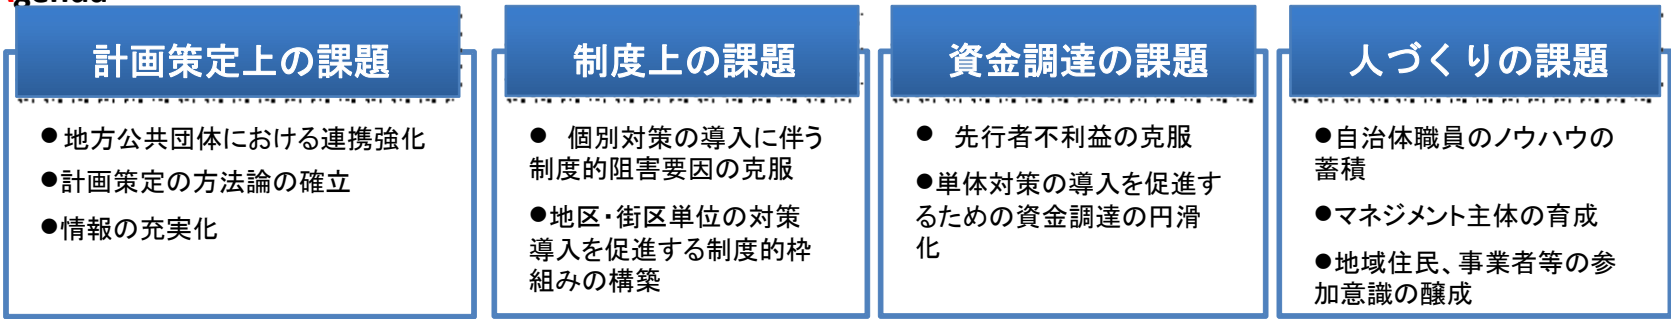 計画策定上の課題
●地方公共団体における連携強化
●計画策定の方法論の確立
●情報の充実化
制度上の課題
● 個別対策の導入に伴う
制度的阻害要因の克服
●地区・街区単位の対策
導入を促進する制度的枠
組みの構築
資金調達の課題
● 先行者不利益の克服
●単体対策の導入を促進す
るための資金調達の円滑
化
人づくりの課題
●自治体職員のノウハウの
蓄積
●マネジメント主体の育成
●地域住民、事業者等の参
加意識の醸成